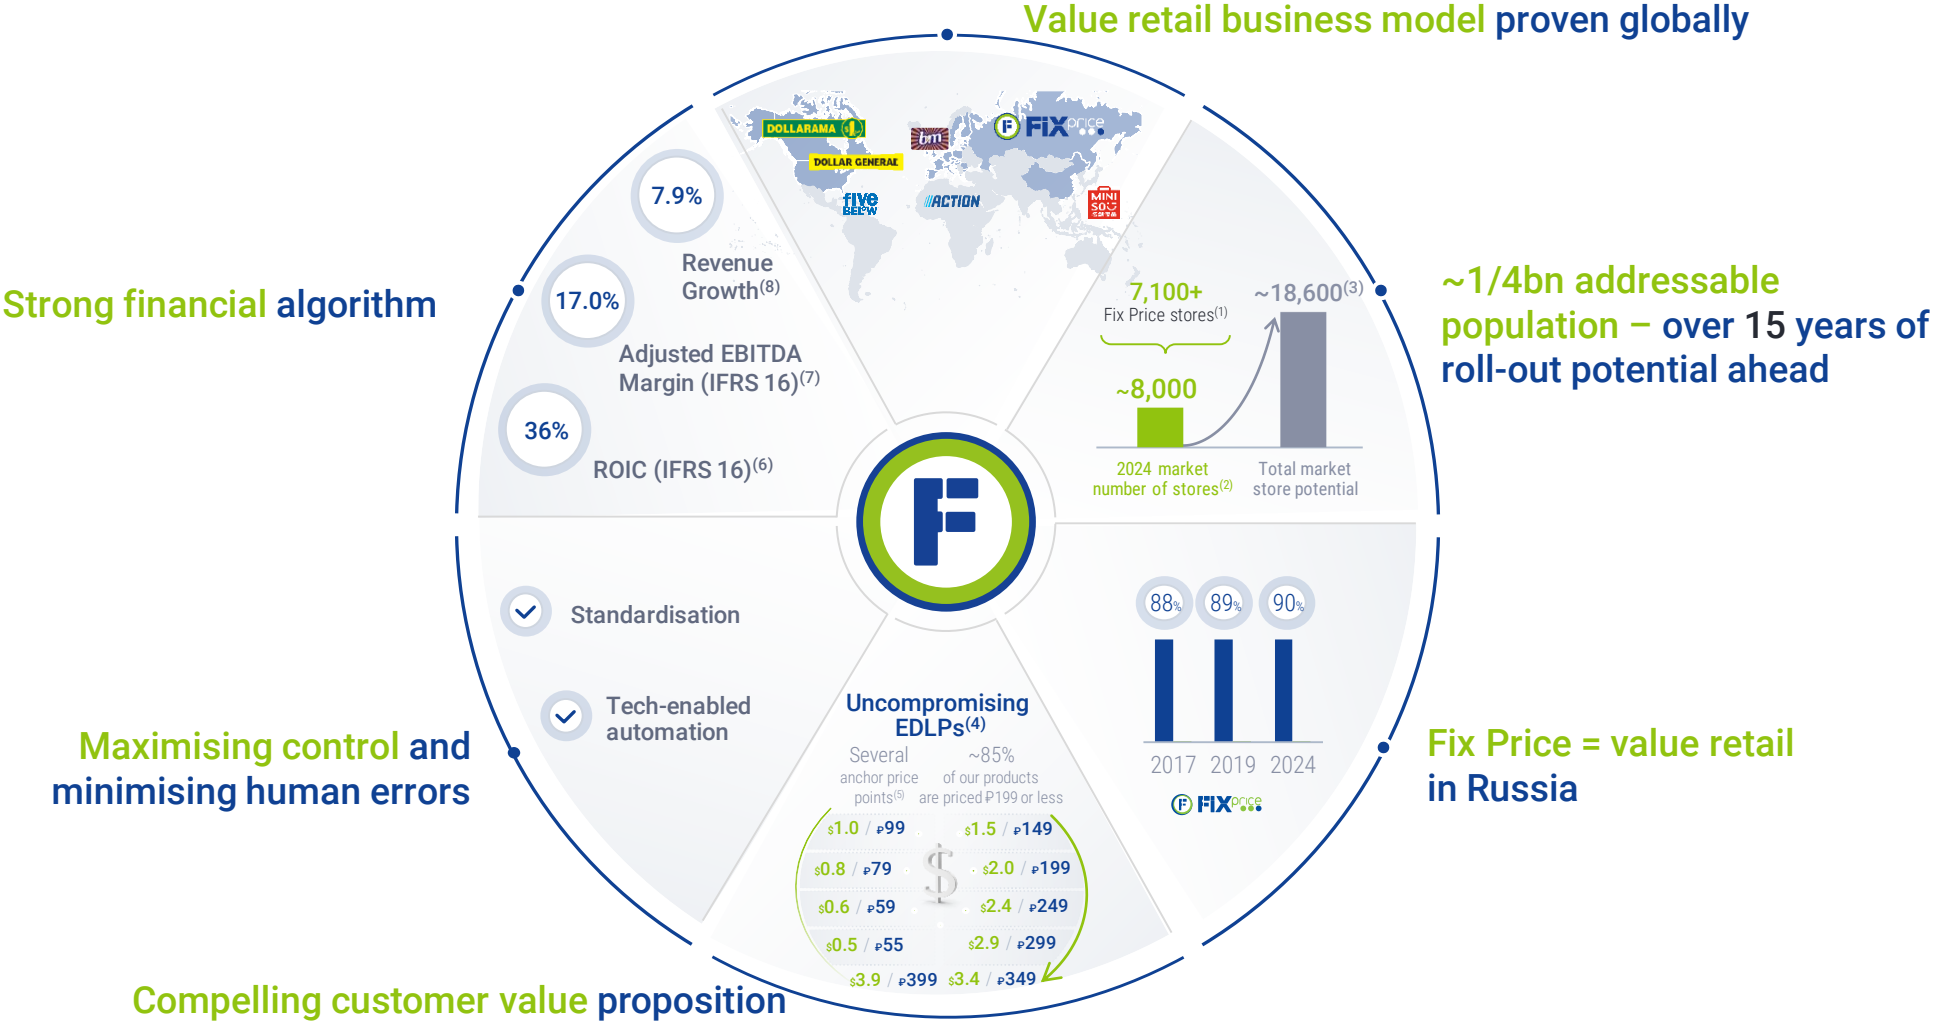 Value retail business model proven globally
DOLLARAMA
DOLLAR GENERAL
five
BELOW
bm
ACTION
FiX price
MINI
SO
Strong financial algorithm
7.9%
Revenue
Growth(8)
17.0%
Adjusted EBITDA
Margin (IFRS 16)(7)
36%
ROIC (IFRS 16)(6)
7,100+
Fix Price stores(1)
~8,000
2024 market
number of stores(2)
~18,600(3)
Total market
store potential
~1/4bn addressable
population – over 15 years of
roll-out potential ahead
F
Standardisation
Tech-enabled
automation
Maximising control and
minimising human errors
88% 89% 90%
2017 2019 2024
FIX price
Fix Price = value retail
in Russia
Uncompromising
EDLPs(4)
Several
anchor price
points(5)
~85%
of our products
are priced ₽199 or less
$1.0 / ₽99 $1.5 / ₽149
$0.8 / ₽79 $2.0 / ₽199
$0.6 / ₽59 $2.4 / ₽249
$0.5 / ₽55 $2.9 / ₽299
$3.9 / ₽399 $3.4 / ₽349
$
Compelling customer value proposition